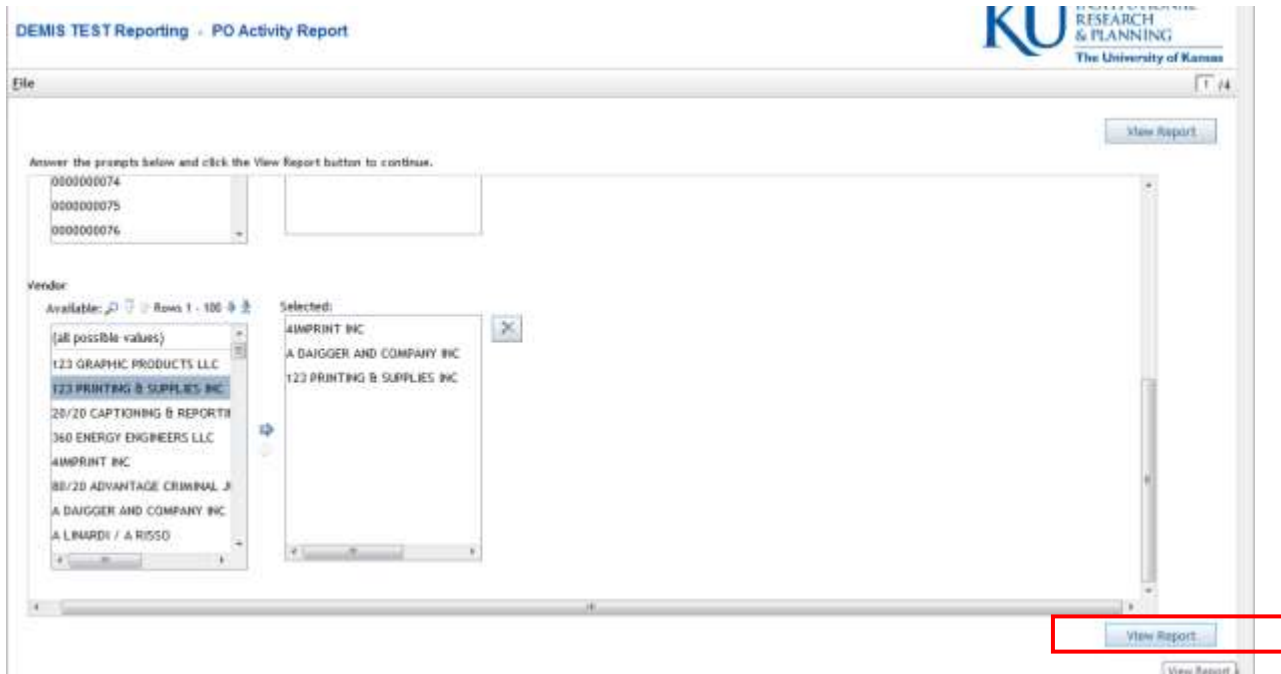 DEMIS TEST Reporting - PO Activity Report
KU
RESEARCH
& PLANNING
The University of Kansas
File
1 /4
View Report
Answer the prompts below and click the View Report button to continue.
0000000074
0000000075
0000000076
Vendor
Available: Rows 1 - 100
Selected:
(all possible values)
123 GRAPHIC PRODUCTS LLC
123 PRINTING & SUPPLIES INC
20/20 CAPTIONING & REPORTIN
360 ENERGY ENGINEERS LLC
4IMPRINT INC
80/20 ADVANTAGE CRIMINAL J
A DAIGGER AND COMPANY INC
A LINARDI / A RISSO
4IMPRINT INC
A DAIGGER AND COMPANY INC
123 PRINTING & SUPPLIES INC
View Report
View Report